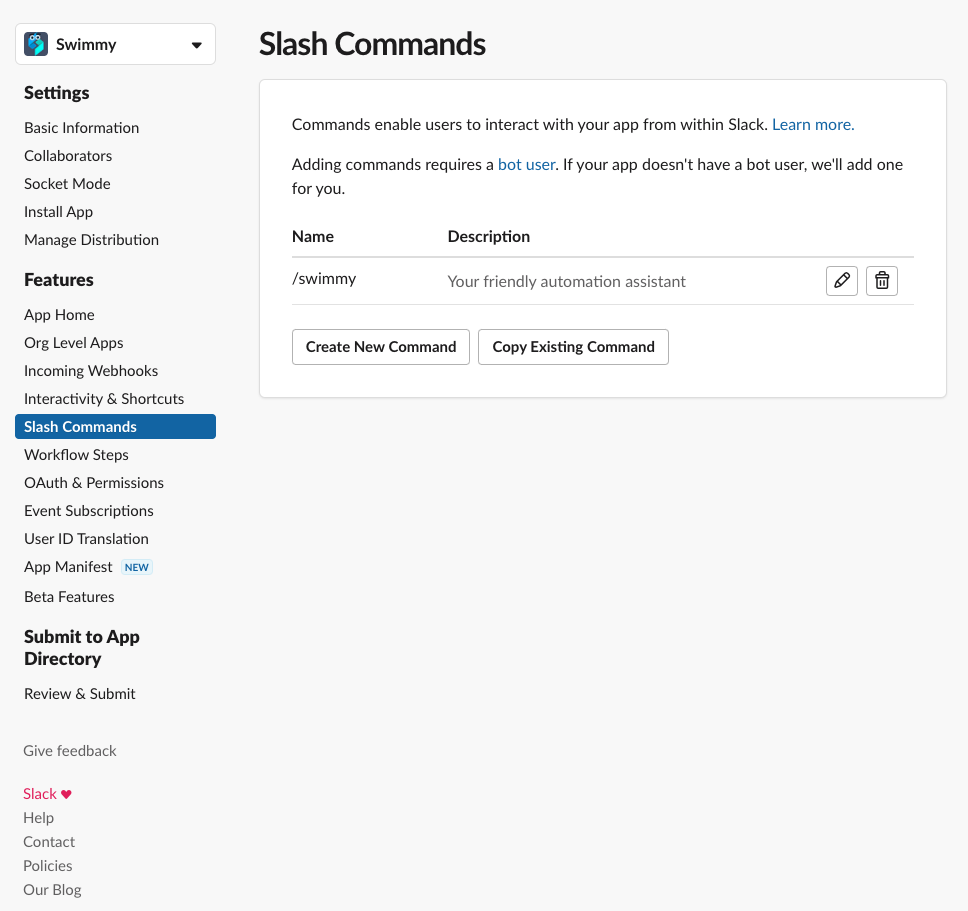 Swimmy
Settings
Basic Information
Collaborators
Socket Mode
Install App
Manage Distribution
Features
App Home
Org Level Apps
Incoming Webhooks
Interactivity & Shortcuts
Slash Commands
Workflow Steps
OAuth & Permissions
Event Subscriptions
User ID Translation
App Manifest NEW
Beta Features
Submit to App
Directory
Review & Submit
Give feedback
Slack ♥
Help
Contact
Policies
Our Blog
Slash Commands
Commands enable users to interact with your app from within Slack. Learn more.
Adding commands requires a bot user. If your app doesn't have a bot user, we'll add one
for you.
Name Description
/swimmy Your friendly automation assistant
Create New Command Copy Existing Command